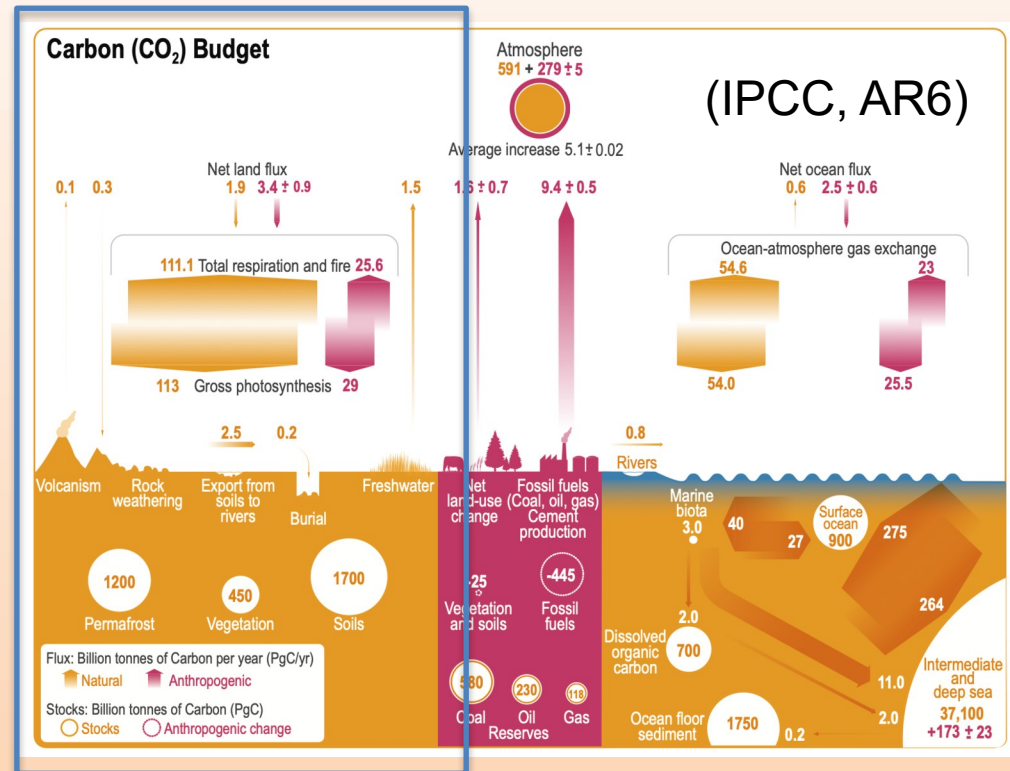 Carbon (CO₂) Budget
Atmosphere
591 + 279 ± 5
(IPCC, AR6)
Average increase 5.1 ± 0.02
Net land flux
Net ocean flux
0.1 0.3 1.9 3.4 ± 0.9 1.5 1.6 ± 0.7 9.4 ± 0.5 0.6 2.5 ± 0.6
111.1 Total respiration and fire 25.6
Ocean-atmosphere gas exchange
54.6 23
113 Gross photosynthesis 29
54.0 25.5
2.5 0.2 0.8
Rivers
Volcanism
Rock
weathering
Export from
soils to
rivers
Burial
Freshwater
Net
land-use
change
Fossil fuels
(Coal, oil, gas)
Cement
production
Marine
biota
3.0
40
27
Surface
ocean
900
275
264
1200
Permafrost
450
Vegetation
1700
Soils
-25
Vegetation
and soils
-445
Fossil
fuels
2.0
Dissolved
organic
carbon
700
11.0
Intermediate
and
deep sea
37,100
+173 ± 23
2.0
0.2
Ocean floor
sediment
1750
580
Coal
230
Oil
118
Gas
Reserves
Flux: Billion tonnes of Carbon per year (PgC/yr)
Natural Anthropogenic
Stocks: Billion tonnes of Carbon (PgC)
Stocks Anthropogenic change